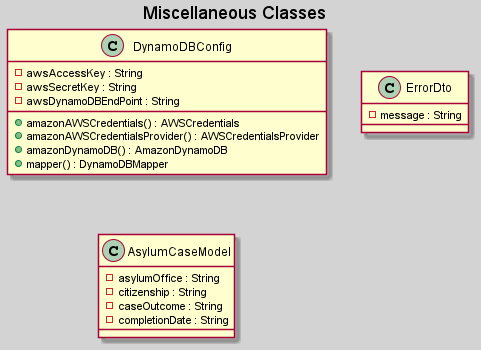 Miscellaneous Classes
C DynamoDBConfig
awsAccessKey : String
awsSecretKey : String
awsDynamoDBEndPoint : String
amazonAWSCredentials() : AWSCredentials
amazonAWSCredentialsProvider() : AWSCredentialsProvider
amazonDynamoDB() : AmazonDynamoDB
mapper() : DynamoDBMapper
C ErrorDto
message : String
C AsylumCaseModel
asylumOffice : String
citizenship : String
caseOutcome : String
completionDate : String